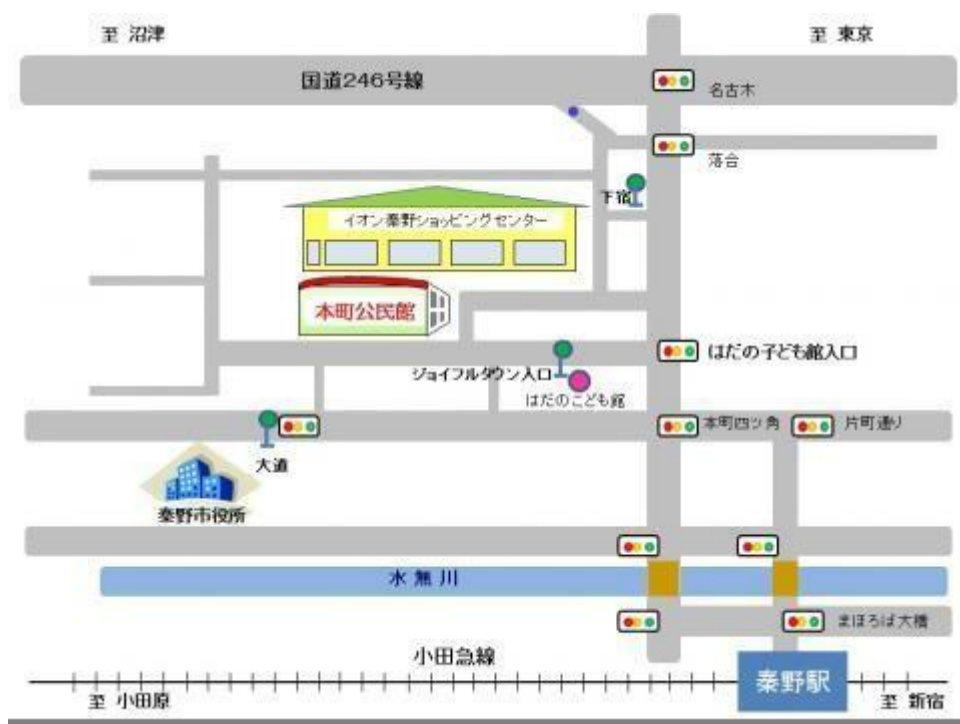 至 沼津
至 東京
国道246号線
名古木
落合
下宿
イオン秦野ショッピングセンター
本町公民館
はだの子ども館入口
ジョイフルタウン入口
はだのこども館
本町四ツ角
片町通り
大道
秦野市役所
水無川
まほろば大橋
小田急線
秦野駅
至 小田原
至 新宿